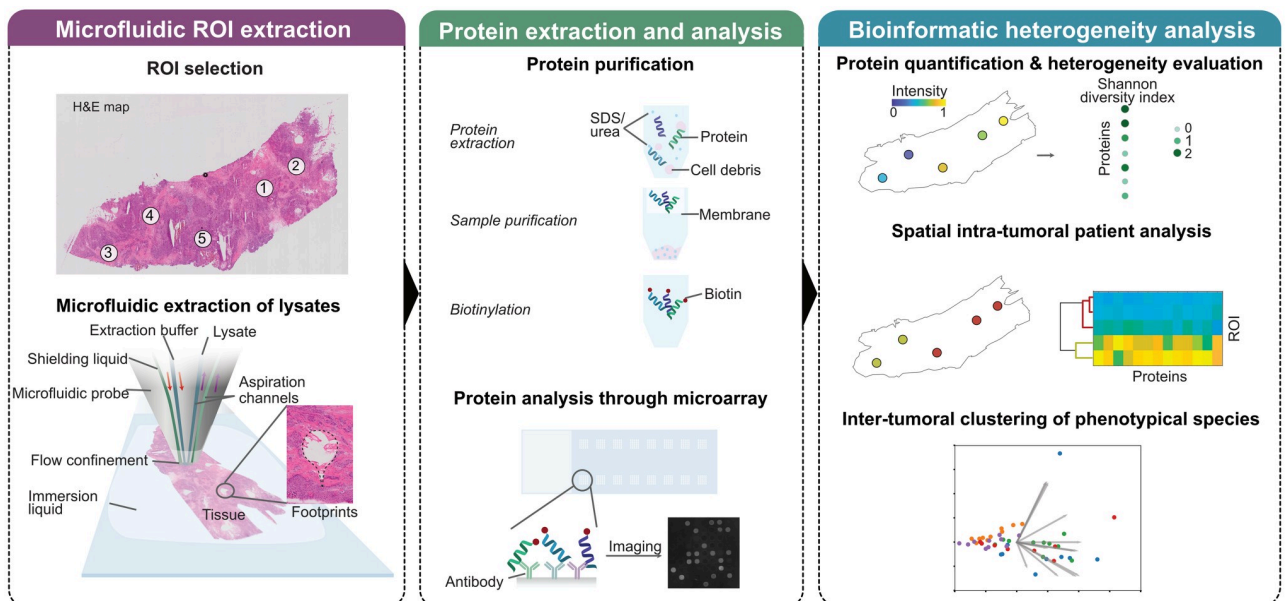 Microfluidic ROI extraction
ROI selection
H&E map
1
2
3
4
5
Microfluidic extraction of lysates
Extraction buffer
Lysate
Shielding liquid
Microfluidic probe
Aspiration
channels
Flow confinement
Immersion
liquid
Tissue
Footprints
Protein extraction and analysis
Protein purification
Protein
extraction
SDS/
urea
Protein
Cell debris
Sample purification
Membrane
Biotinylation
Biotin
Protein analysis through microarray
Imaging
Antibody
Bioinformatic heterogeneity analysis
Protein quantification & heterogeneity evaluation
Intensity
0 1
Shannon
diversity index
Proteins
0
1
2
Spatial intra-tumoral patient analysis
ROI
Proteins
Inter-tumoral clustering of phenotypical species